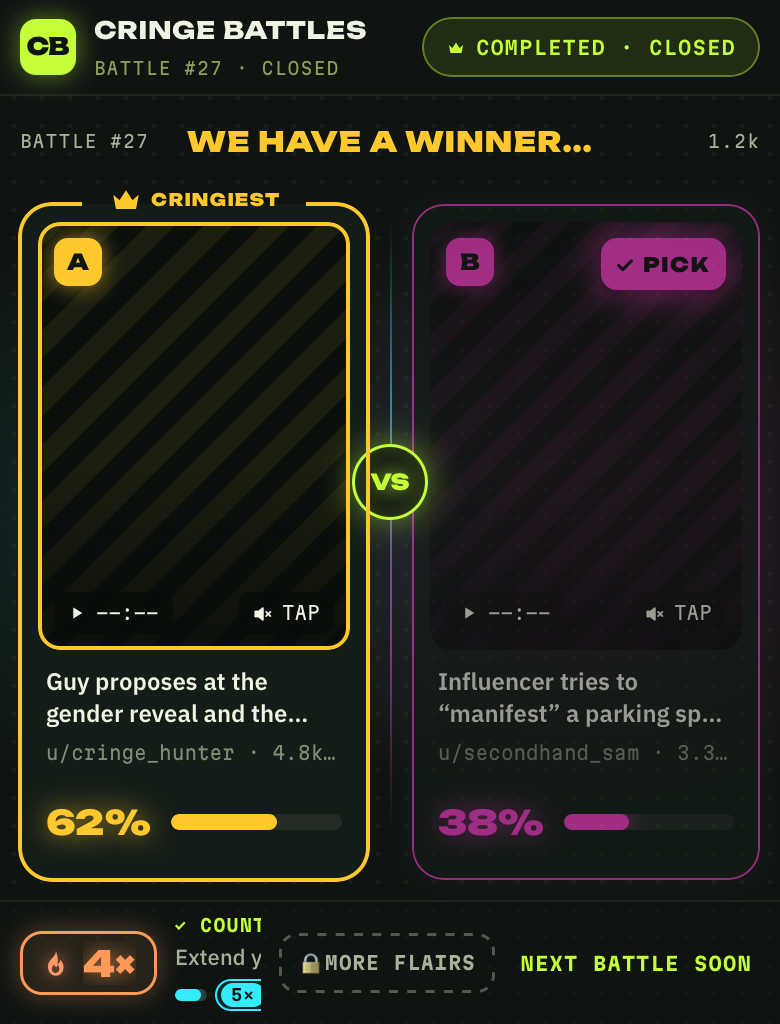 CB
CRINGE BATTLES
BATTLE #27 · CLOSED
COMPLETED · CLOSED
BATTLE #27
WE HAVE A WINNER…
1.2k
CRINGIEST
A
--:--
TAP
Guy proposes at the
gender reveal and the…
u/cringe_hunter · 4.8k…
62%
VS
B
PICK
--:--
TAP
Influencer tries to
“manifest” a parking sp…
u/secondhand_sam · 3.3…
38%
4×
COUNT
Extend y
5×
MORE FLAIRS
NEXT BATTLE SOON